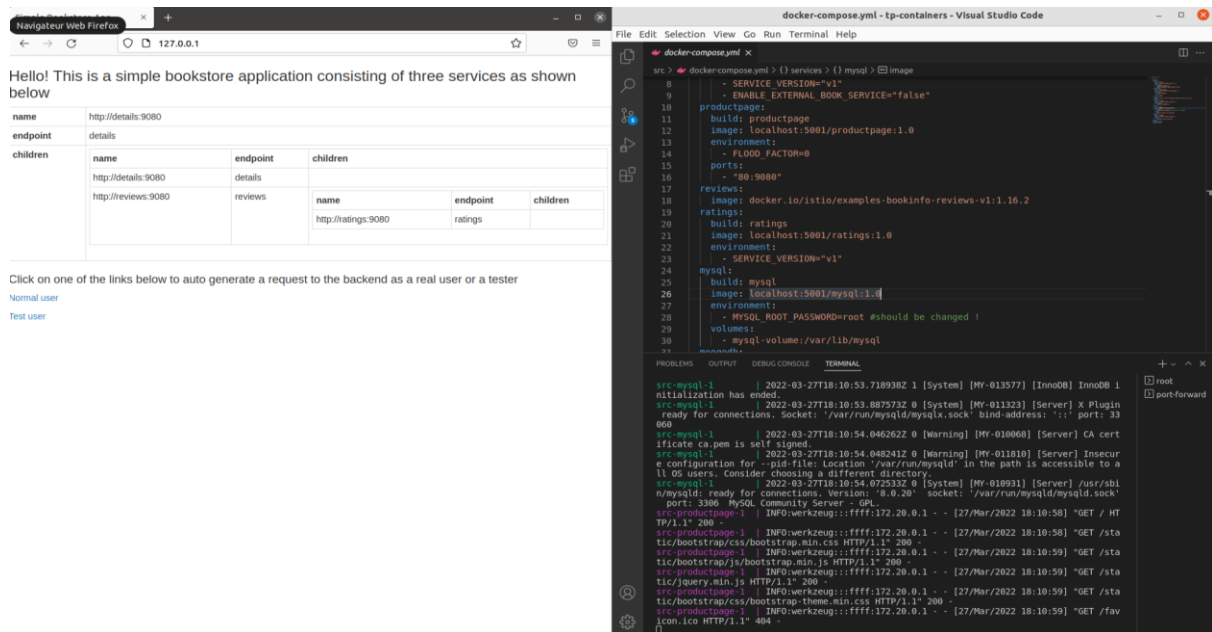 Navigateur Web Firefox
127.0.0.1
Hello! This is a simple bookstore application consisting of three services as shown
below
name http://details:9080
endpoint details
children name endpoint children
http://details:9080 details
http://reviews:9080 reviews name endpoint children
http://ratings:9080 ratings
Click on one of the links below to auto generate a request to the backend as a real user or a tester
Normal user
Test user
docker-compose.yml - tp-containers - Visual Studio Code
File Edit Selection View Go Run Terminal Help
docker-compose.yml
src > docker-compose.yml > {} services > {} mysql > image
8 - SERVICE_VERSION="v1"
9 - ENABLE_EXTERNAL_BOOK_SERVICE="false"
10 productpage:
11 build: productpage
12 image: localhost:5001/productpage:1.0
13 environment:
14 - FLOOD_FACTOR=0
15 ports:
16 - "80:9080"
17 reviews:
18 image: docker.io/istio/examples-bookinfo-reviews-v1:1.16.2
19 ratings:
20 build: ratings
21 image: localhost:5001/ratings:1.0
22 environment:
23 - SERVICE_VERSION="v1"
24 mysql:
25 build: mysql
26 image: localhost:5001/mysql:1.0
27 environment:
28 - MYSQL_ROOT_PASSWORD=root #should be changed !
29 volumes:
30 - mysql-volume:/var/lib/mysql
31 mongodb:
PROBLEMS OUTPUT DEBUG CONSOLE TERMINAL
root
port-forward
src-mysql-1 | 2022-03-27T18:10:53.718938Z 1 [System] [MY-013577] [InnoDB] InnoDB i
nitialization has ended.
src-mysql-1 | 2022-03-27T18:10:53.887573Z 0 [System] [MY-011323] [Server] X Plugin
ready for connections. Socket: '/var/run/mysqld/mysqlx.sock' bind-address: '::' port: 33
060
src-mysql-1 | 2022-03-27T18:10:54.046262Z 0 [Warning] [MY-010068] [Server] CA cert
ificate ca.pem is self signed.
src-mysql-1 | 2022-03-27T18:10:54.048241Z 0 [Warning] [MY-011810] [Server] Insecur
e configuration for --pid-file: Location '/var/run/mysqld' in the path is accessible to a
ll OS users. Consider choosing a different directory.
src-mysql-1 | 2022-03-27T18:10:54.072533Z 0 [System] [MY-010931] [Server] /usr/sbi
n/mysqld: ready for connections. Version: '8.0.20' socket: '/var/run/mysqld/mysqld.sock'
port: 3306 MySQL Community Server - GPL.
src-productpage-1 | INFO:werkzeug:::ffff:172.20.0.1 - - [27/Mar/2022 18:10:58] "GET / HT
TP/1.1" 200 -
src-productpage-1 | INFO:werkzeug:::ffff:172.20.0.1 - - [27/Mar/2022 18:10:58] "GET /sta
tic/bootstrap/css/bootstrap.min.css HTTP/1.1" 200 -
src-productpage-1 | INFO:werkzeug:::ffff:172.20.0.1 - - [27/Mar/2022 18:10:59] "GET /sta
tic/bootstrap/js/bootstrap.min.js HTTP/1.1" 200 -
src-productpage-1 | INFO:werkzeug:::ffff:172.20.0.1 - - [27/Mar/2022 18:10:59] "GET /sta
tic/jquery.min.js HTTP/1.1" 200 -
src-productpage-1 | INFO:werkzeug:::ffff:172.20.0.1 - - [27/Mar/2022 18:10:59] "GET /sta
tic/bootstrap/css/bootstrap-theme.min.css HTTP/1.1" 200 -
src-productpage-1 | INFO:werkzeug:::ffff:172.20.0.1 - - [27/Mar/2022 18:10:59] "GET /fav
icon.ico HTTP/1.1" 404 -